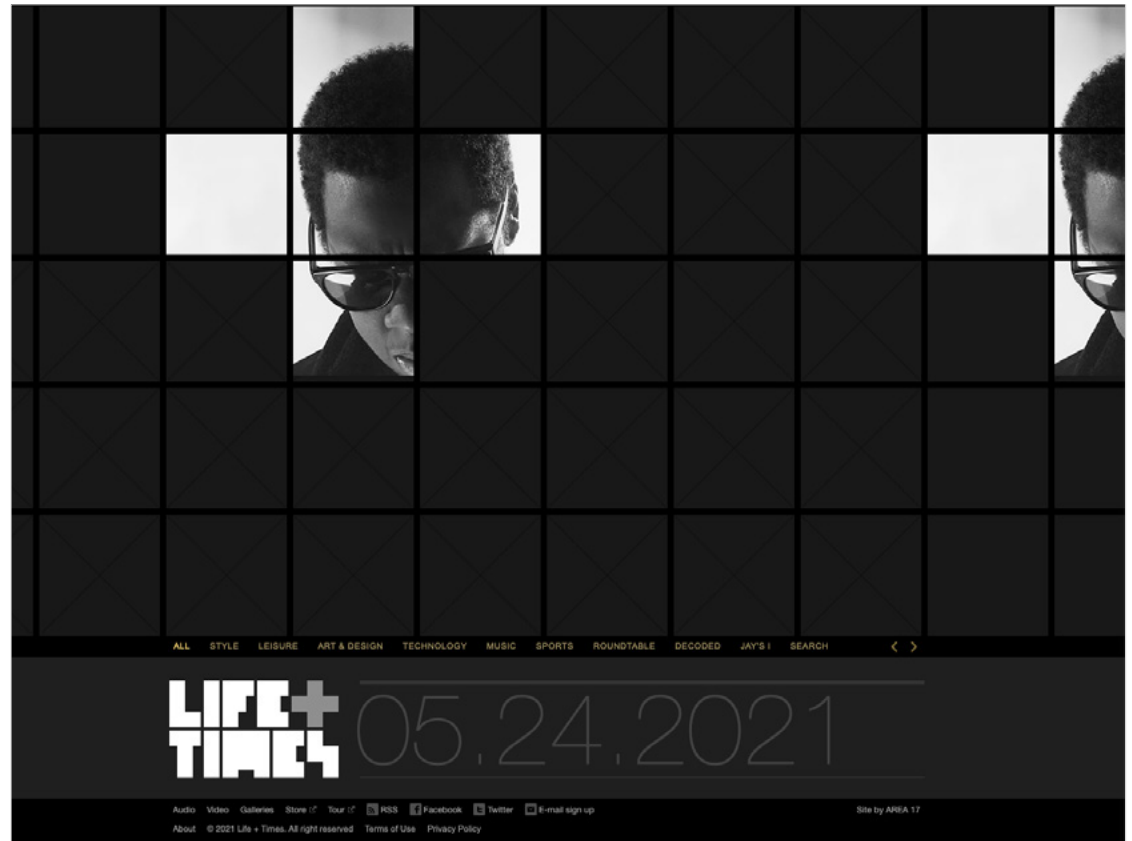 ALL STYLE LEISURE ART & DESIGN TECHNOLOGY MUSIC SPORTS ROUNDTABLE DECODED JAY'S I SEARCH
LIFE+
TIMES
05.24.2021
Audio Video Galleries Store Tour RSS Facebook Twitter E-mail sign up Site by AREA 17
About © 2021 Life + Times. All right reserved Terms of Use Privacy Policy